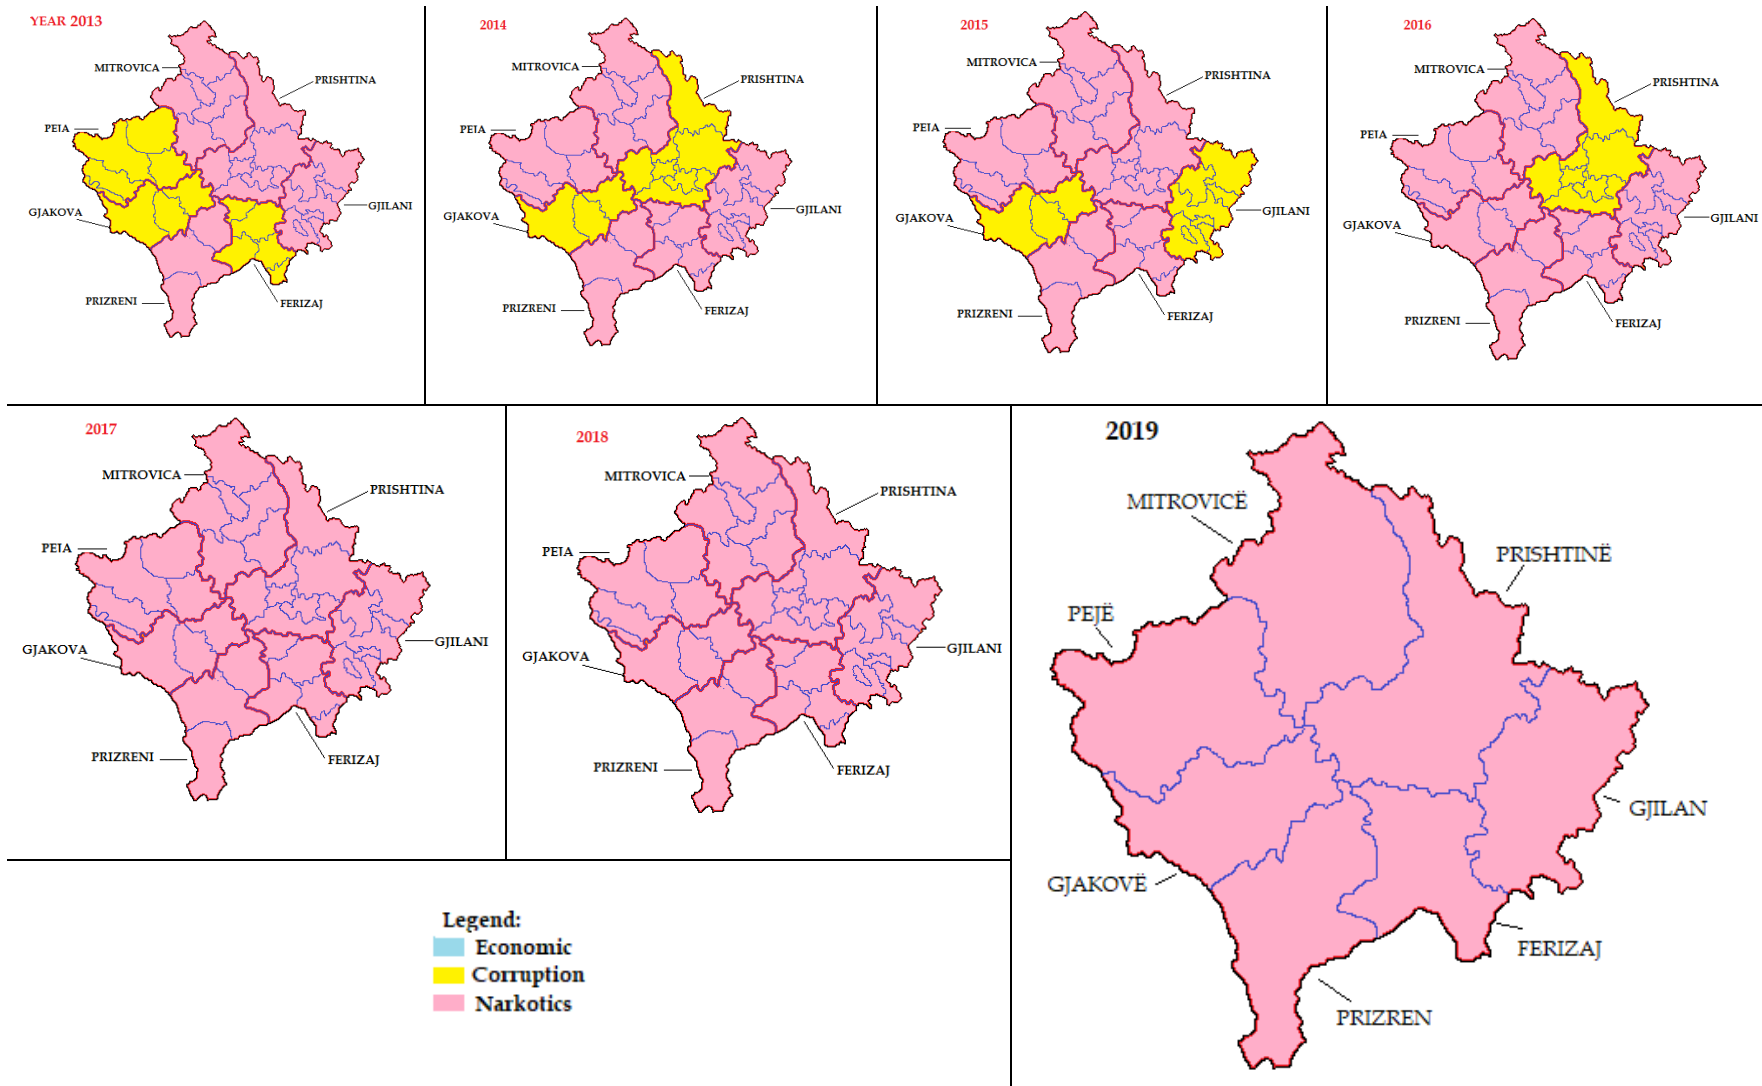 YEAR 2013
MITROVICA
PRISHTINA
PEJA
GJAKOVA
GJILANI
PRIZRENI
FERIZAJ
2014
MITROVICA
PRISHTINA
PEJA
GJAKOVA
GJILANI
PRIZRENI
FERIZAJ
2015
MITROVICA
PRISHTINA
PEJA
GJAKOVA
GJILANI
PRIZRENI
FERIZAJ
2016
MITROVICA
PRISHTINA
PEJA
GJAKOVA
GJILANI
PRIZRENI
FERIZAJ
2017
MITROVICA
PRISHTINA
PEJA
GJAKOVA
GJILANI
PRIZRENI
FERIZAJ
2018
MITROVICA
PRISHTINA
PEJA
GJAKOVA
GJILANI
PRIZRENI
FERIZAJ
2019
MITROVICË
PRISHTINË
PEJË
GJILAN
GJAKOVË
FERIZAJ
PRIZREN
Legend:
Economic
Corruption
Narkotics